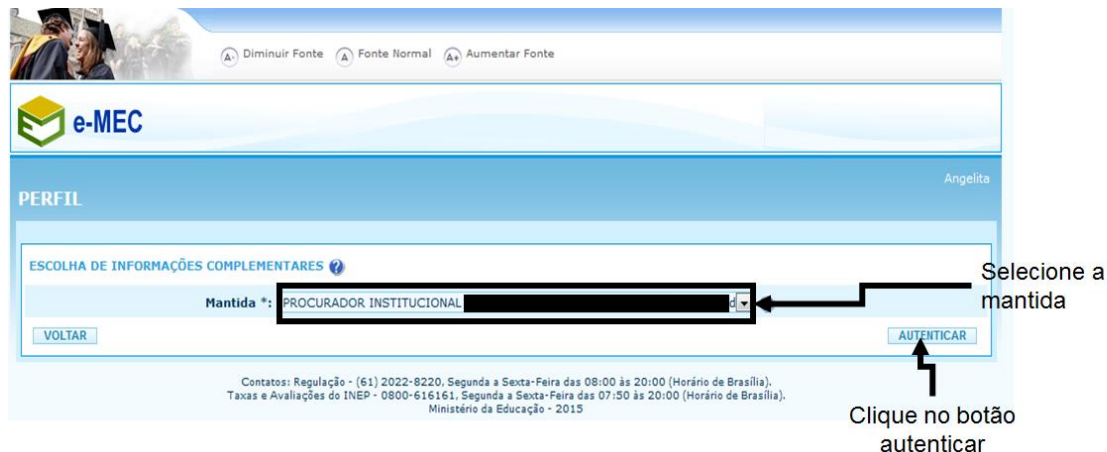 A- Diminuir Fonte A Fonte Normal A+ Aumentar Fonte
e-MEC
Angelita
PERFIL
ESCOLHA DE INFORMAÇÕES COMPLEMENTARES ?
Mantida *: PROCURADOR INSTITUCIONAL d
Selecione a
mantida
VOLTAR AUTENTICAR
Contatos: Regulação - (61) 2022-8220, Segunda a Sexta-Feira das 08:00 às 20:00 (Horário de Brasília).
Taxas e Avaliações do INEP - 0800-616161, Segunda a Sexta-Feira das 07:50 às 20:00 (Horário de Brasília).
Ministério da Educação - 2015
Clique no botão
autenticar